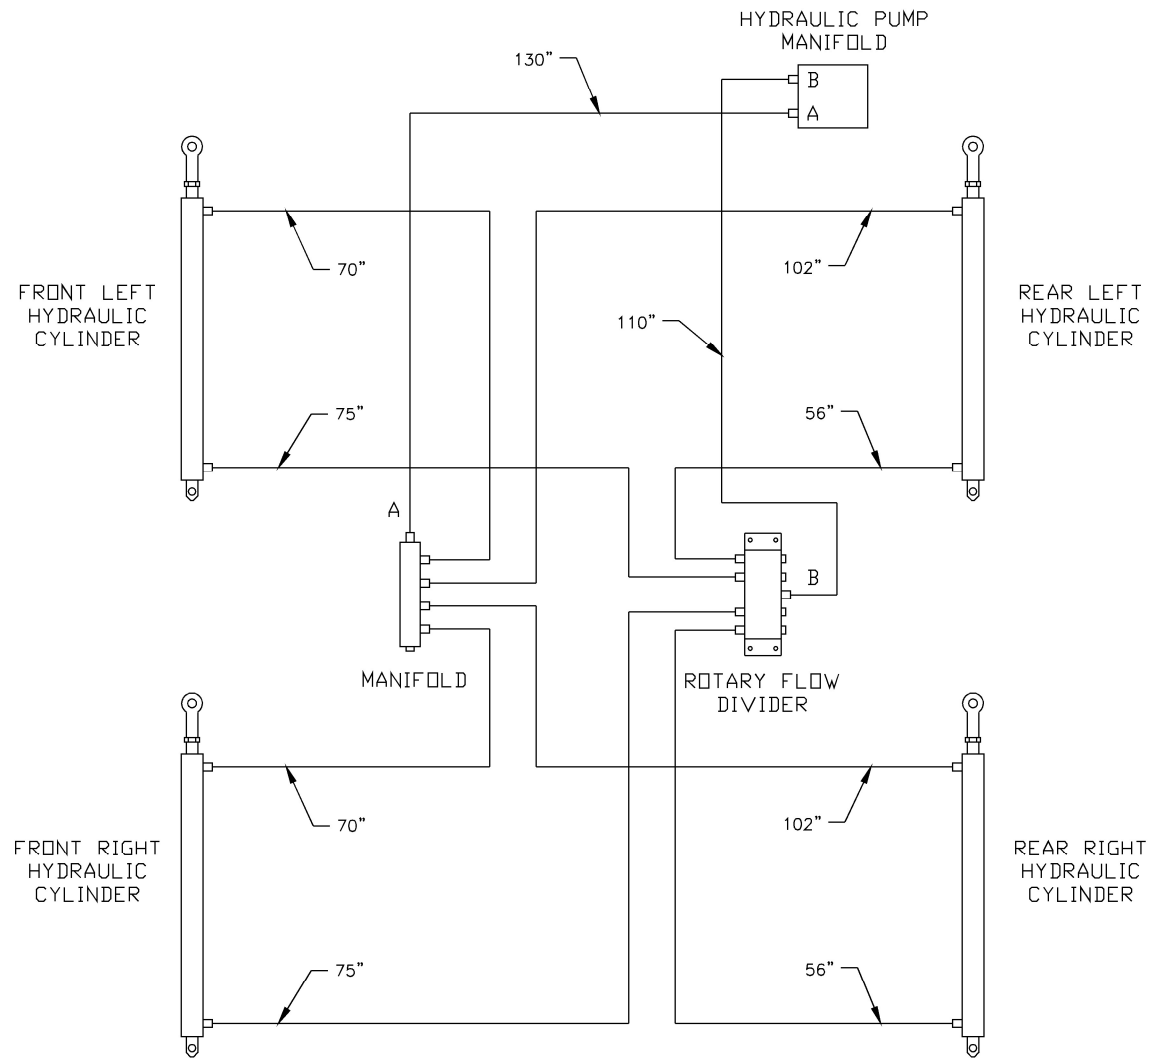 HYDRAULIC PUMP
MANIFOLD
130"
B
A
70"
102"
FRONT LEFT
HYDRAULIC
CYLINDER
REAR LEFT
HYDRAULIC
CYLINDER
110"
75"
56"
A
B
MANIFOLD
ROTARY FLOW
DIVIDER
70"
102"
FRONT RIGHT
HYDRAULIC
CYLINDER
REAR RIGHT
HYDRAULIC
CYLINDER
75"
56"